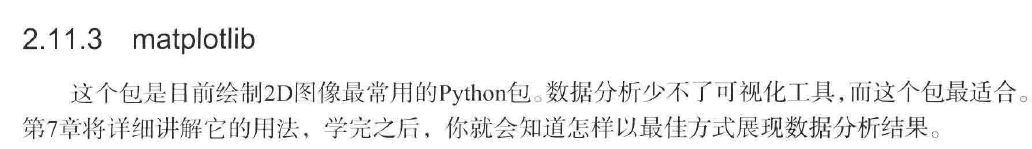 2.11.3 matplotlib
这个包是目前绘制2D图像最常用的Python包。数据分析少不了可视化工具，而这个包最适合。
第7章将详细讲解它的用法，学完之后，你就会知道怎样以最佳方式展现数据分析结果。